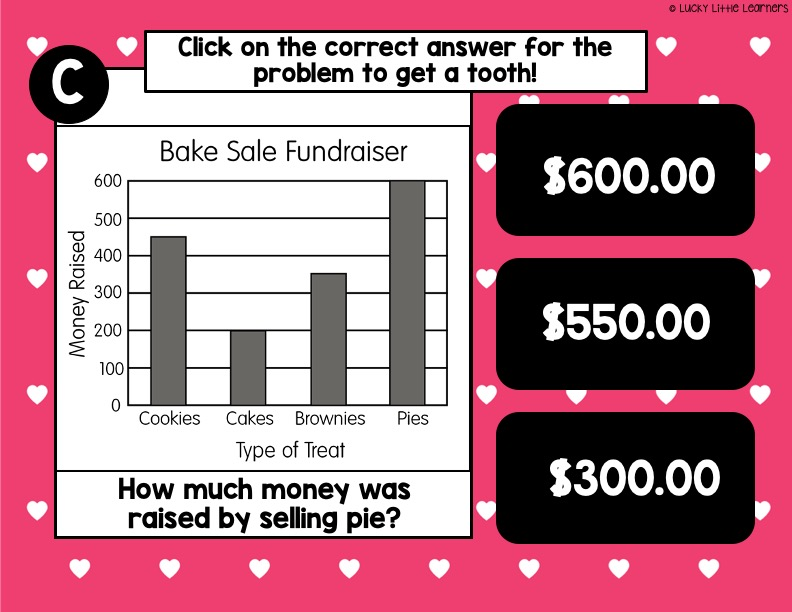 © Lucky Little Learners
Click on the correct answer for the
problem to get a tooth!
C
Bake Sale Fundraiser
600
500
400
300
200
100
0
Money Raised
Cookies Cakes Brownies Pies
Type of Treat
How much money was
raised by selling pie?
$600.00
$550.00
$300.00